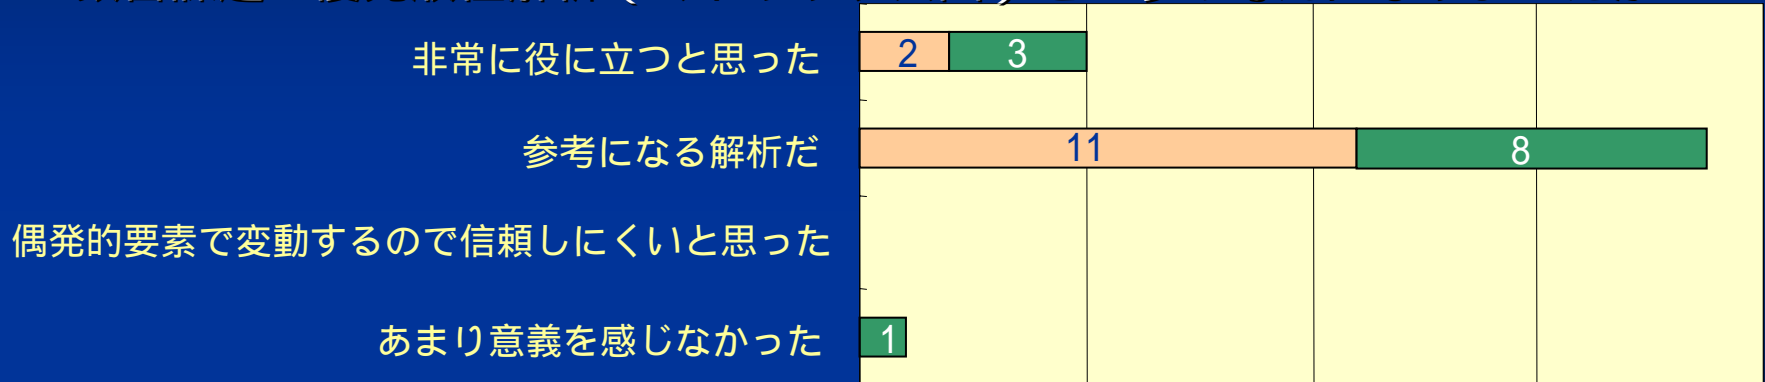 非常に役に立つと思った
2 3
参考になる解析だ
11 8
偶発的要素で変動するので信頼しにくいと思った
あまり意義を感じなかった
1